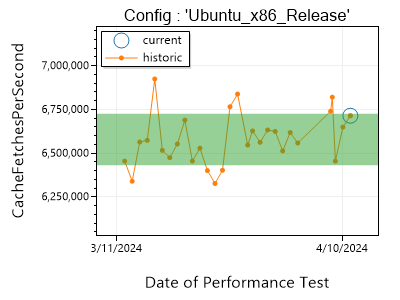 Config : 'Ubuntu_x86_Release'
current
historic
CacheFetchesPerSecond
7,000,000
6,750,000
6,500,000
6,250,000
3/11/2024
4/10/2024
Date of Performance Test